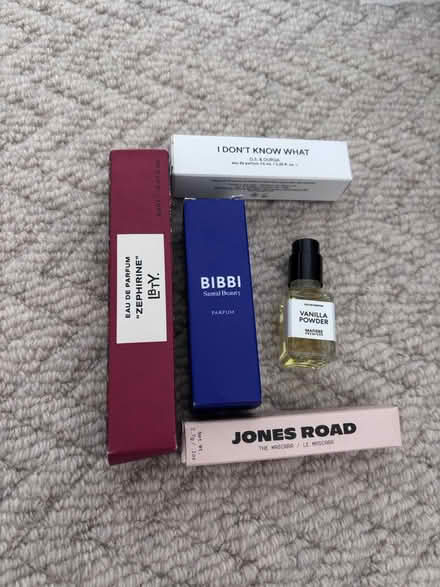 I DON'T KNOW WHAT
D.S. & DURGA
EAU DE PARFUM
"ZEPHIRINE"
LBTY.
BIBBI
Santal Beauty
PARFUM
VANILLA
POWDER
MATIERE
PREMIERE
JONES ROAD
THE MASCARA / LE MASCARA